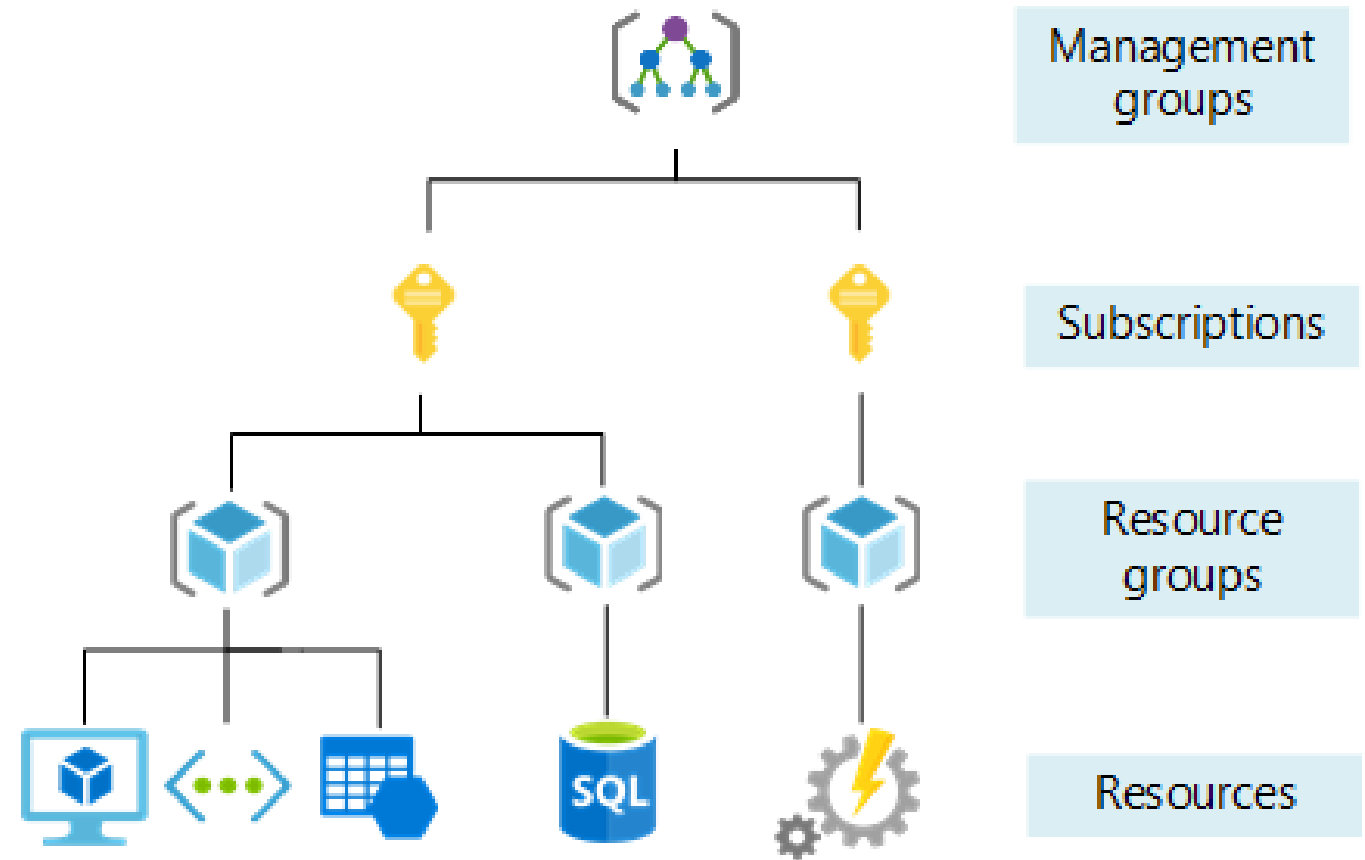 Management
groups
Subscriptions
Resource
groups
SQL
Resources